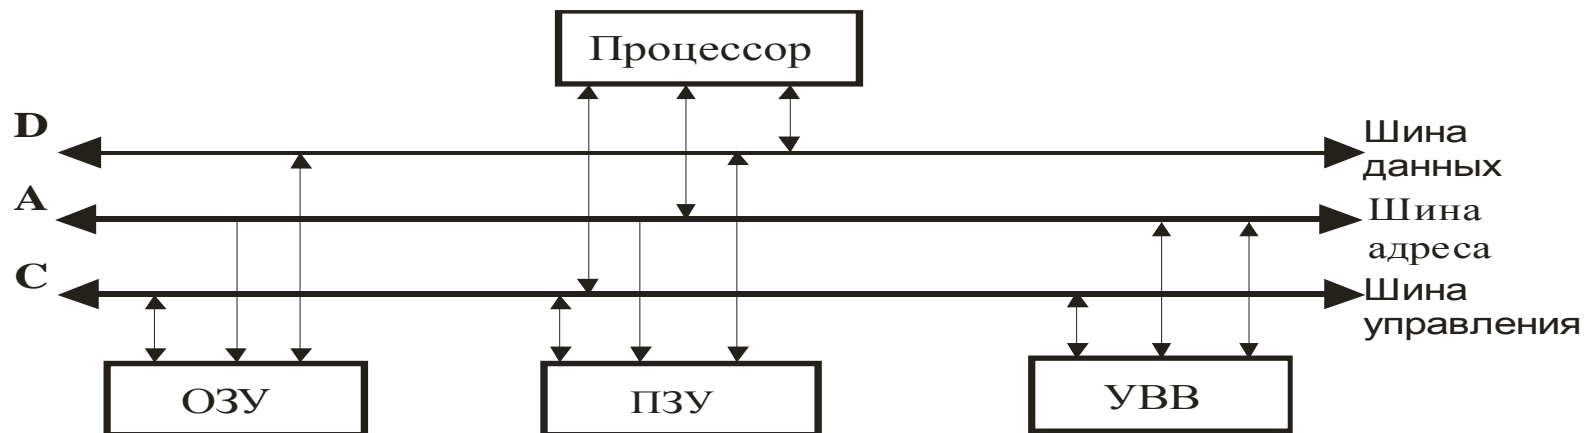 Процессор
D
Шина
данных
A
Шина
адреса
C
Шина
управления
ОЗУ
ПЗУ
УВВ